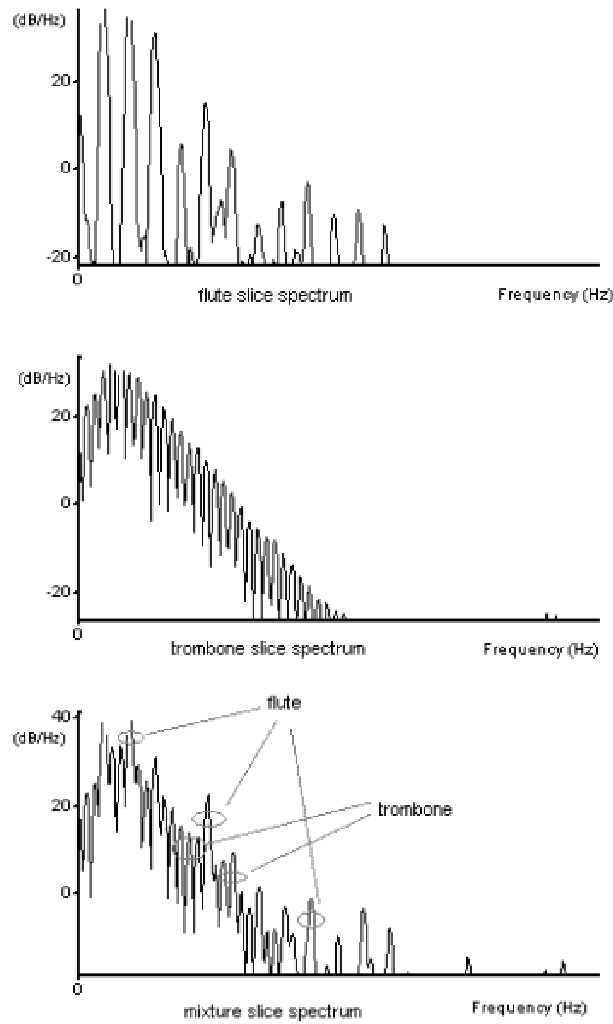 (dB/Hz)
20
0
-20
0
flute slice spectrum
Frequency (Hz)
(dB/Hz)
20
0
-20
0
trombone slice spectrum
Frequency (Hz)
flute
40
(dB/Hz)
trombone
20
0
0
mixture slice spectrum
Frequency (Hz)